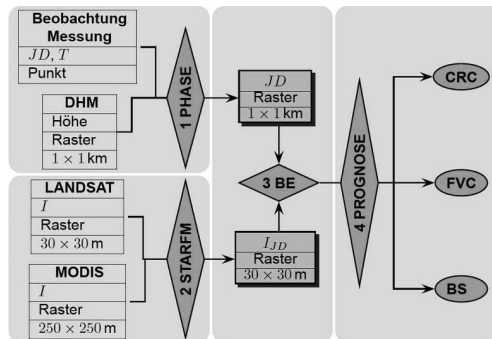 Beobachtung
Messung
JD, T
Punkt
DHM
Höhe
Raster
1 × 1 km
1 PHASE
JD
Raster
1 × 1 km
LANDSAT
I
Raster
30 × 30 m
MODIS
I
Raster
250 × 250 m
2 STARFM
I_JD
Raster
30 × 30 m
3 BE
4 PROGNOSE
CRC
FVC
BS